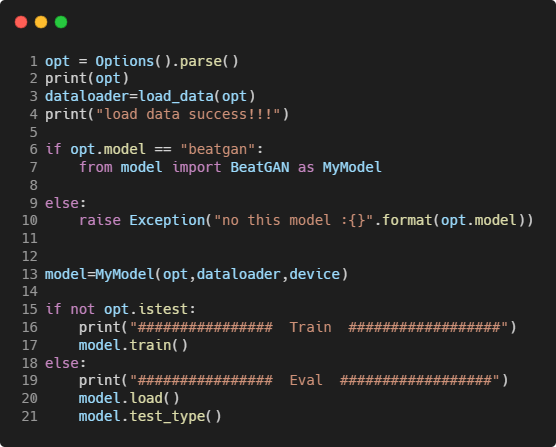 1 opt = Options().parse()
2 print(opt)
3 dataloader=load_data(opt)
4 print("load data success!!!")
5
6 if opt.model == "beatgan":
7     from model import BeatGAN as MyModel
8
9 else:
10     raise Exception("no this model :{}".format(opt.model))
11
12
13 model=MyModel(opt,dataloader,device)
14
15 if not opt.istest:
16     print("################  Train  ##################")
17     model.train()
18 else:
19     print("################  Eval  ##################")
20     model.load()
21     model.test_type()